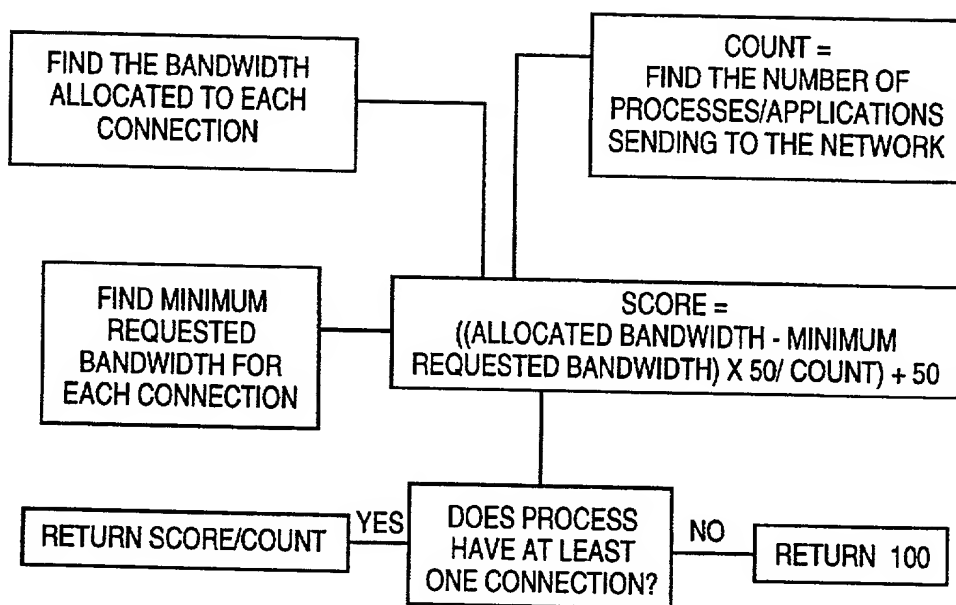 FIND THE BANDWIDTH
ALLOCATED TO EACH
CONNECTION
COUNT =
FIND THE NUMBER OF
PROCESSES/APPLICATIONS
SENDING TO THE NETWORK
FIND MINIMUM
REQUESTED
BANDWIDTH FOR
EACH CONNECTION
SCORE =
((ALLOCATED BANDWIDTH - MINIMUM
REQUESTED BANDWIDTH) X 50/ COUNT) + 50
RETURN SCORE/COUNT
YES
DOES PROCESS
HAVE AT LEAST
ONE CONNECTION?
NO
RETURN 100